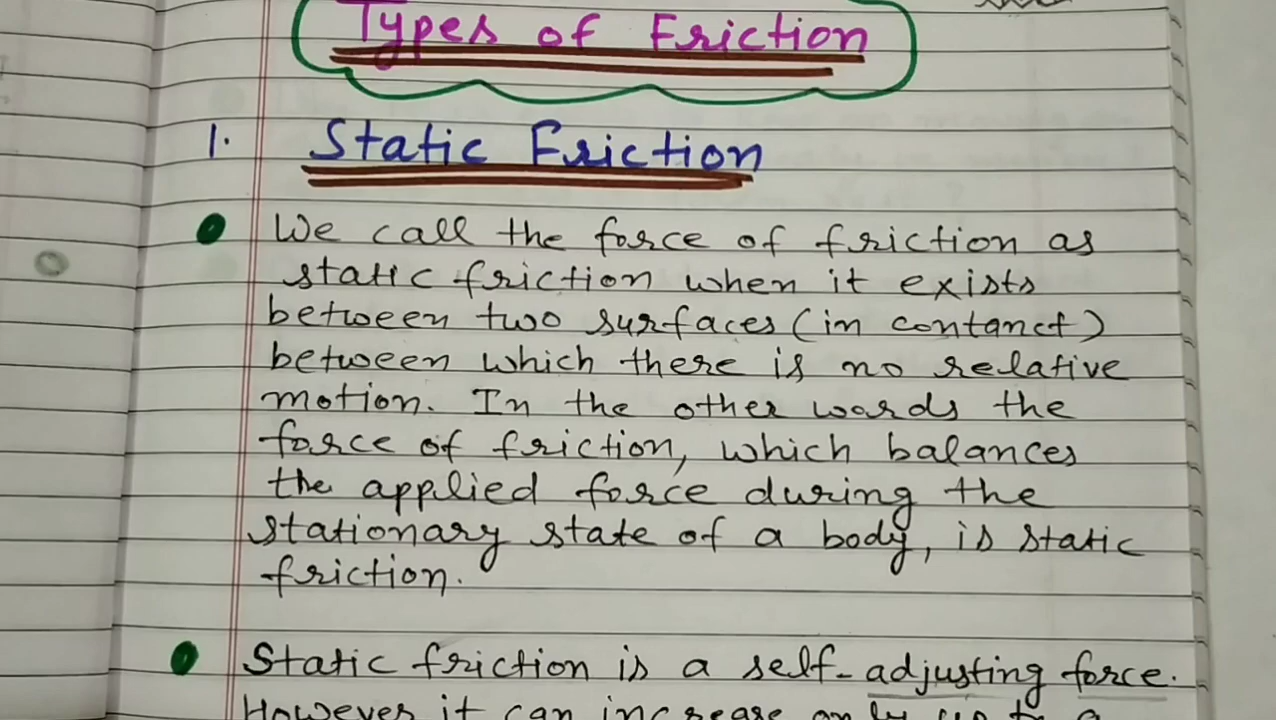 Types of Friction
1. Static Friction
We call the force of friction as
static friction when it exists
between two surfaces (in contanct)
between which there is no relative
motion. In the other words the
force of friction, which balances
the applied force during the
stationary state of a body, is static
friction.
Static friction is a self-adjusting force.
However it can increase only up to a